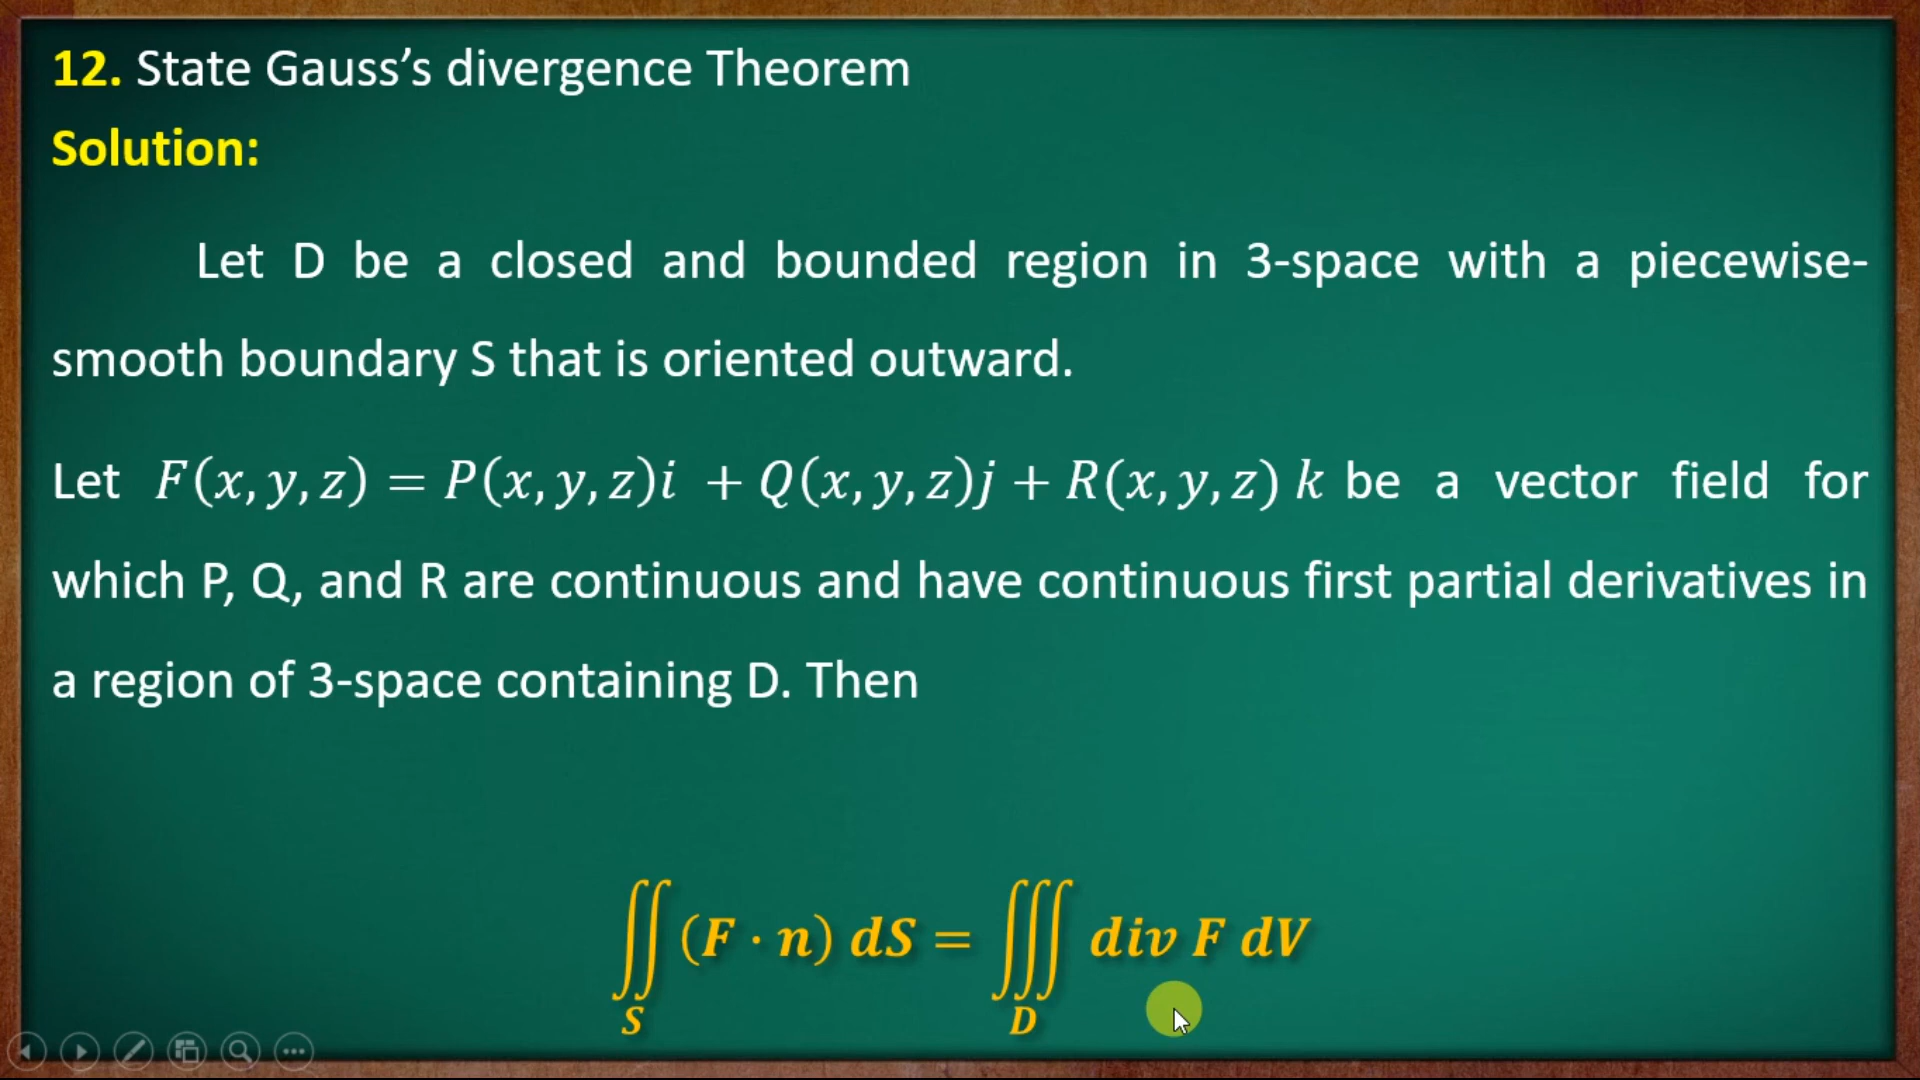 12. State Gauss’s divergence Theorem
Solution:
Let D be a closed and bounded region in 3-space with a piecewise-
smooth boundary S that is oriented outward.
Let F(x, y, z) = P(x, y, z)i + Q(x, y, z)j + R(x, y, z) k be a vector field for
which P, Q, and R are continuous and have continuous first partial derivatives in
a region of 3-space containing D. Then
∬_S (F · n) dS = ∭_D div F dV